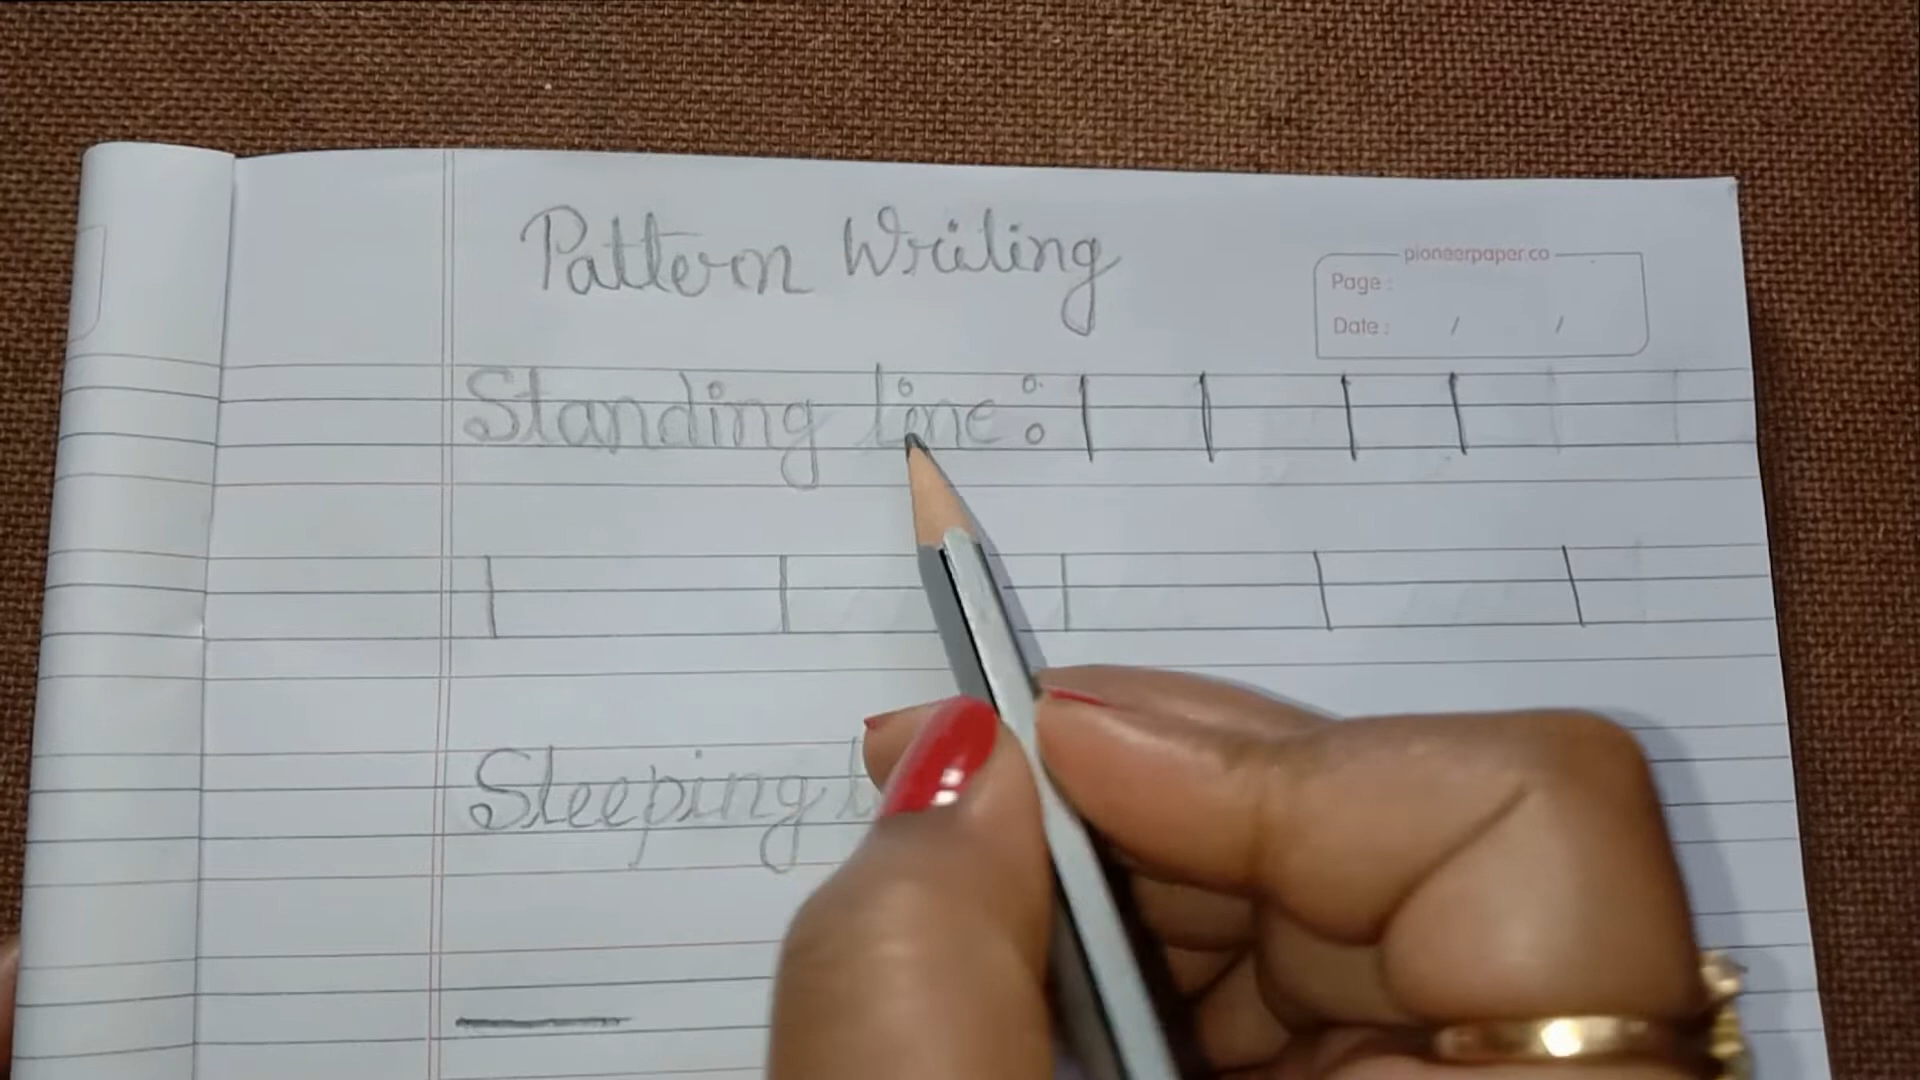 Pattern Writing
pioneerpaper.co
Page :
Date : / /
Standing line :
Sleeping